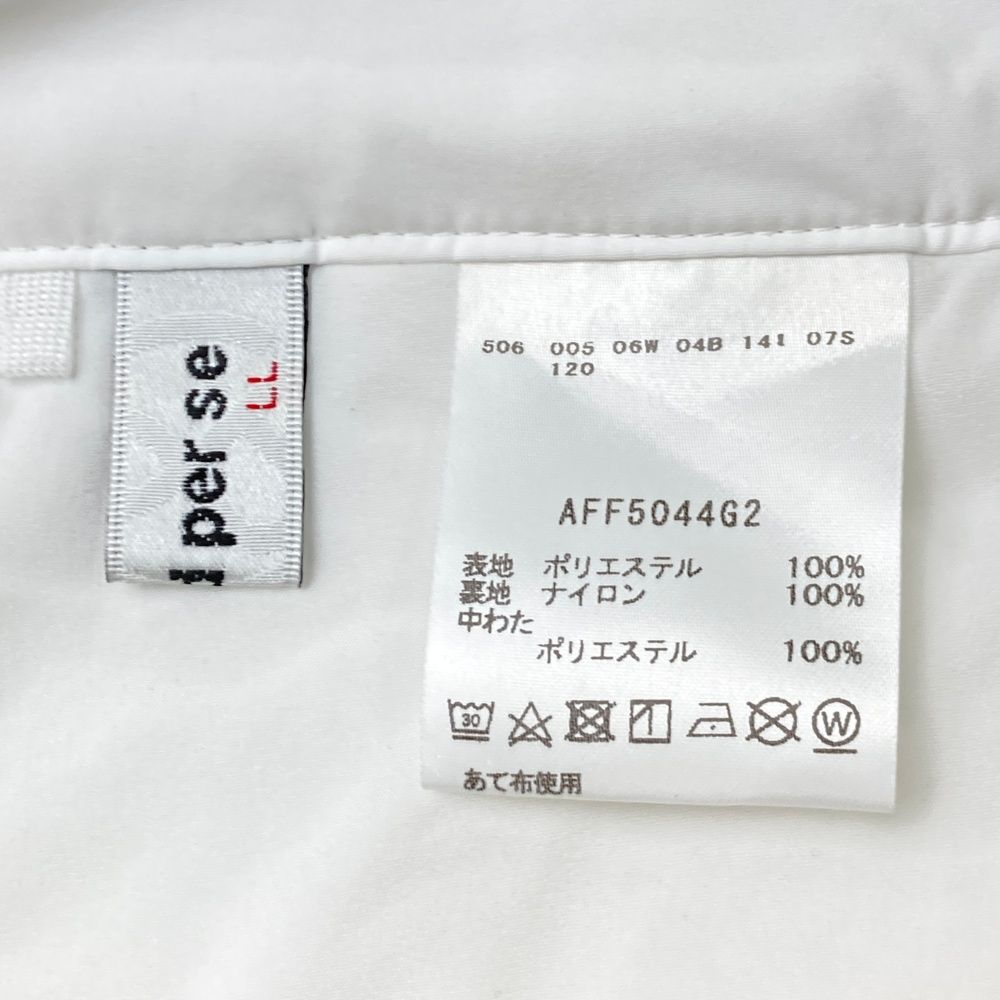 per se
LL
506 005 06W 04B 141 07S
120
AFF5044G2
表地 ポリエステル 100%
裏地 ナイロン 100%
中わた
ポリエステル 100%
30
W
あて布使用